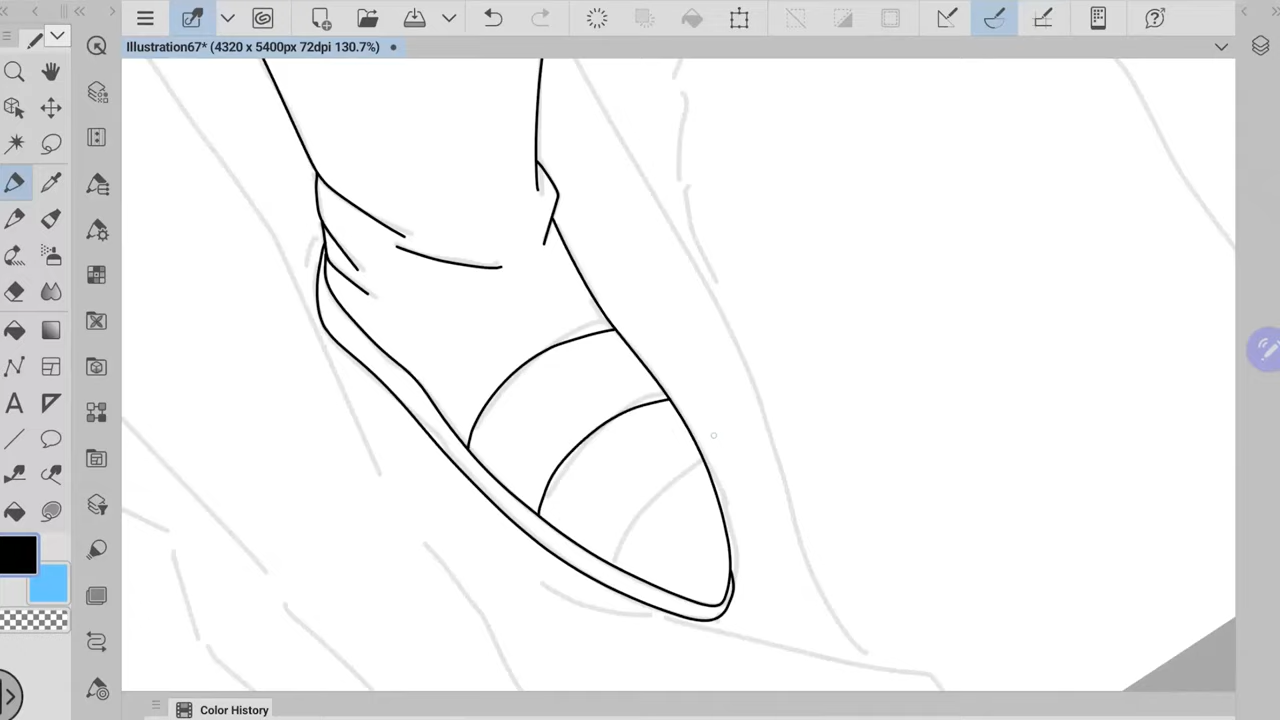 Illustration67* (4320 x 5400px 72dpi 130.7%)
Color History